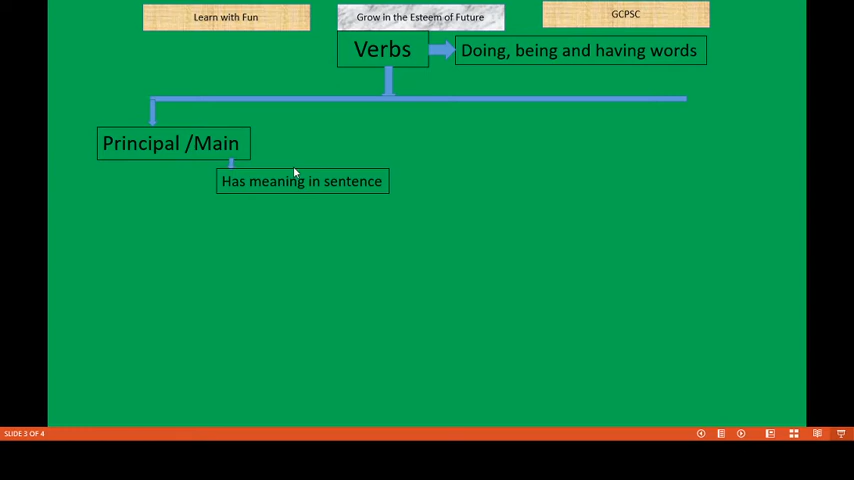 Learn with Fun
Grow in the Esteem of Future
GCPSC
Verbs
Doing, being and having words
Principal /Main
Has meaning in sentence
SLIDE 3 OF 4